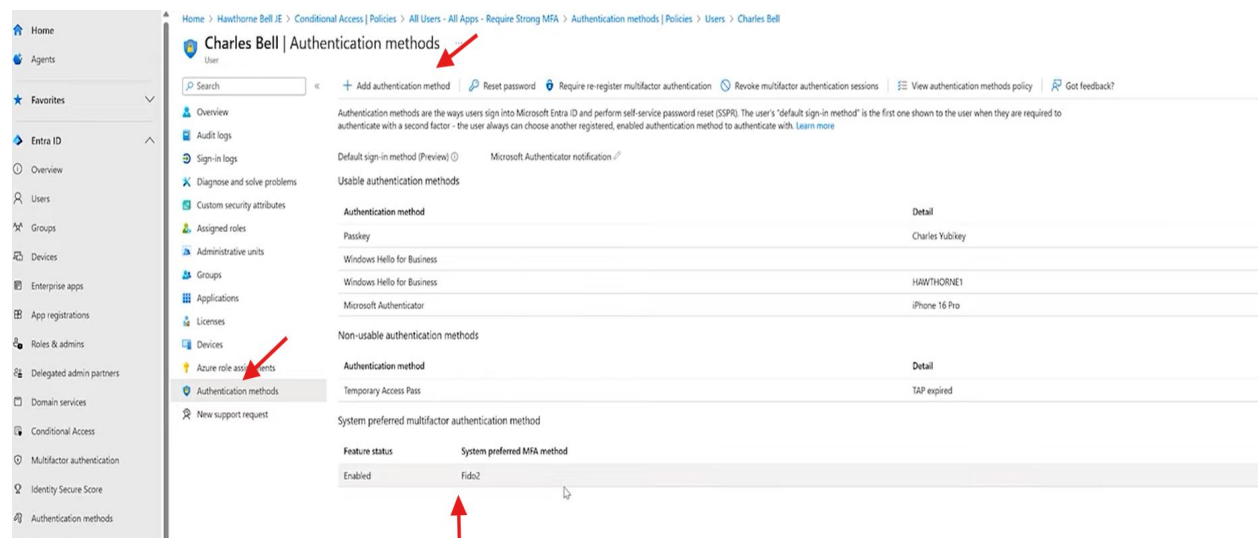 Home > Hawthorne Bell JE > Conditional Access | Policies > All Users - All Apps - Require Strong MFA > Authentication methods | Policies > Users > Charles Bell
Charles Bell | Authentication methods ...
User
Home
Agents
Favorites
Entra ID
Overview
Users
Groups
Devices
Enterprise apps
App registrations
Roles & admins
Delegated admin partners
Domain services
Conditional Access
Multifactor authentication
Identity Secure Score
Authentication methods
Search
«
Overview
Audit logs
Sign-in logs
Diagnose and solve problems
Custom security attributes
Assigned roles
Administrative units
Groups
Applications
Licenses
Devices
Azure role
Authentication methods
New support request
Add authentication method Reset password Require re-register multifactor authentication Revoke multifactor authentication sessions View authentication methods policy Got feedback?
Authentication methods are the ways users sign into Microsoft Entra ID and perform self-service password reset (SSPR). The user's "default sign-in method" is the first one shown to the user when they are required to
authenticate with a second factor - the user always can choose another registered, enabled authentication method to authenticate with. Learn more
Default sign-in method (Preview) Microsoft Authenticator notification
Usable authentication methods
Authentication method Detail
Passkey Charles Yubikey
Windows Hello for Business
Windows Hello for Business HAWTHORNE1
Microsoft Authenticator iPhone 16 Pro
Non-usable authentication methods
Authentication method Detail
Temporary Access Pass TAP expired
System preferred multifactor authentication method
Feature status System preferred MFA method
Enabled Fido2